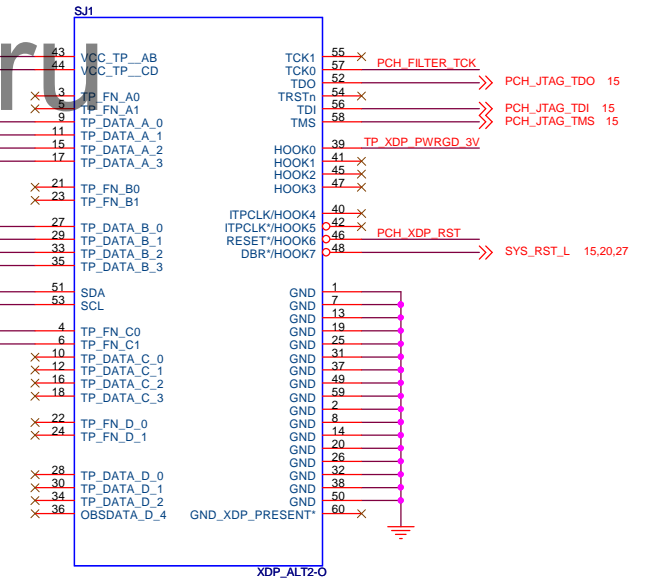 SJ1
ru
43 VCC_TP__AB TCK1 55
44 VCC_TP__CD TCK0 57 PCH_FILTER_TCK
TDO 52 PCH_JTAG_TDO 15
3 TP_FN_A0 TRSTn 54
5 TP_FN_A1 TDI 56 PCH_JTAG_TDI 15
9 TP_DATA_A_0 TMS 58 PCH_JTAG_TMS 15
11 TP_DATA_A_1
15 TP_DATA_A_2 HOOK0 39 TP_XDP_PWRGD_3V
17 TP_DATA_A_3 HOOK1 41
HOOK2 45
21 TP_FN_B0 HOOK3 47
23 TP_FN_B1
ITPCLK/HOOK4 40
27 TP_DATA_B_0 ITPCLK*/HOOK5 42
29 TP_DATA_B_1 RESET*/HOOK6 46 PCH_XDP_RST
33 TP_DATA_B_2 DBR*/HOOK7 48 SYS_RST_L 15,20,27
35 TP_DATA_B_3
51 SDA GND 1
53 SCL GND 7
GND 13
4 TP_FN_C0 GND 19
6 TP_FN_C1 GND 25
10 TP_DATA_C_0 GND 31
12 TP_DATA_C_1 GND 37
16 TP_DATA_C_2 GND 49
18 TP_DATA_C_3 GND 59
GND 2
22 TP_FN_D_0 GND 8
24 TP_FN_D_1 GND 14
GND 20
GND 26
28 TP_DATA_D_0 GND 32
30 TP_DATA_D_1 GND 38
34 TP_DATA_D_2 GND 50
36 OBSDATA_D_4 GND_XDP_PRESENT* 60
XDP_ALT2-O